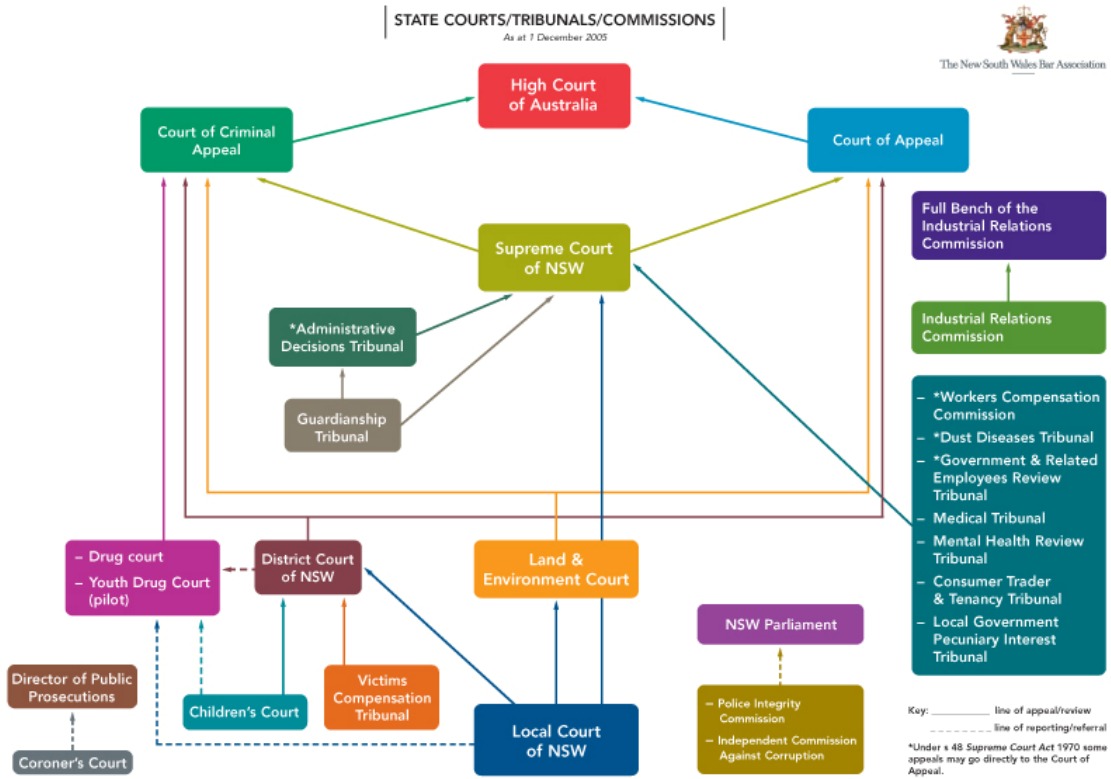 STATE COURTS/TRIBUNALS/COMMISSIONS
As at 1 December 2005
The New South Wales Bar Association
High Court
of Australia
Court of Criminal
Appeal
Court of Appeal
Full Bench of the
Industrial Relations
Commission
Supreme Court
of NSW
*Administrative
Decisions Tribunal
Industrial Relations
Commission
Guardianship
Tribunal
– *Workers Compensation
Commission
– *Dust Diseases Tribunal
– *Government & Related
Employees Review
Tribunal
– Medical Tribunal
– Mental Health Review
Tribunal
– Consumer Trader
& Tenancy Tribunal
– Local Government
Pecuniary Interest
Tribunal
– Drug court
– Youth Drug Court
(pilot)
District Court
of NSW
Land &
Environment Court
NSW Parliament
Director of Public
Prosecutions
Children's Court
Victims
Compensation
Tribunal
Local Court
of NSW
– Police Integrity
Commission
– Independent Commission
Against Corruption
Coroner's Court
Key: __________ line of appeal/review
_ _ _ _ _ _ _ _ line of reporting/referral
*Under s 48 Supreme Court Act 1970 some
appeals may go directly to the Court of
Appeal.